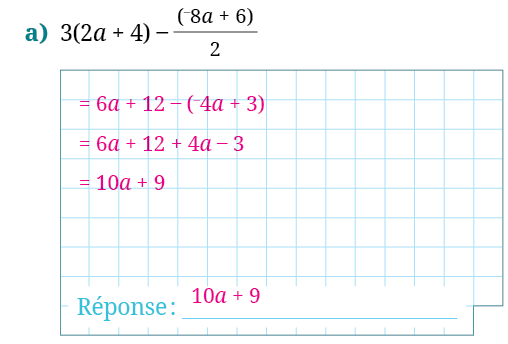 a) 3(2a + 4) − (⁻8a + 6)/2
= 6a + 12 − (⁻4a + 3)
= 6a + 12 + 4a − 3
= 10a + 9
Réponse : 10a + 9